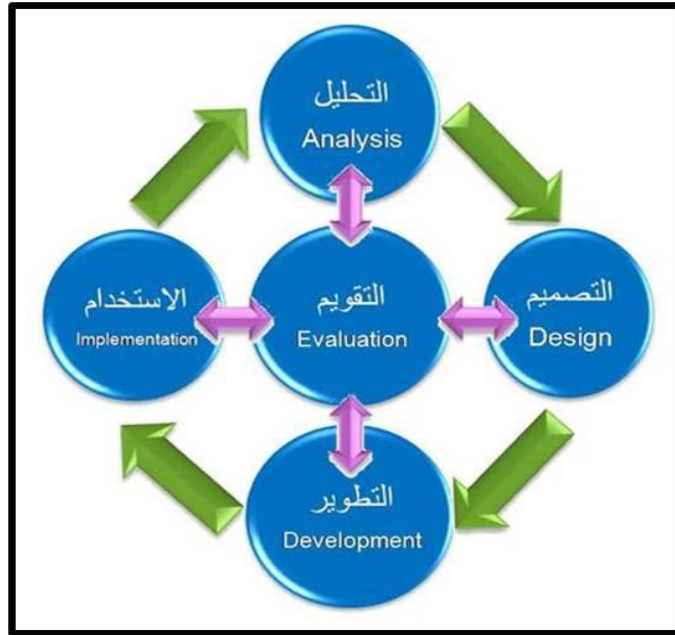 التحليل
Analysis
التصميم
Design
التطوير
Development
الاستخدام
Implementation
التقويم
Evaluation